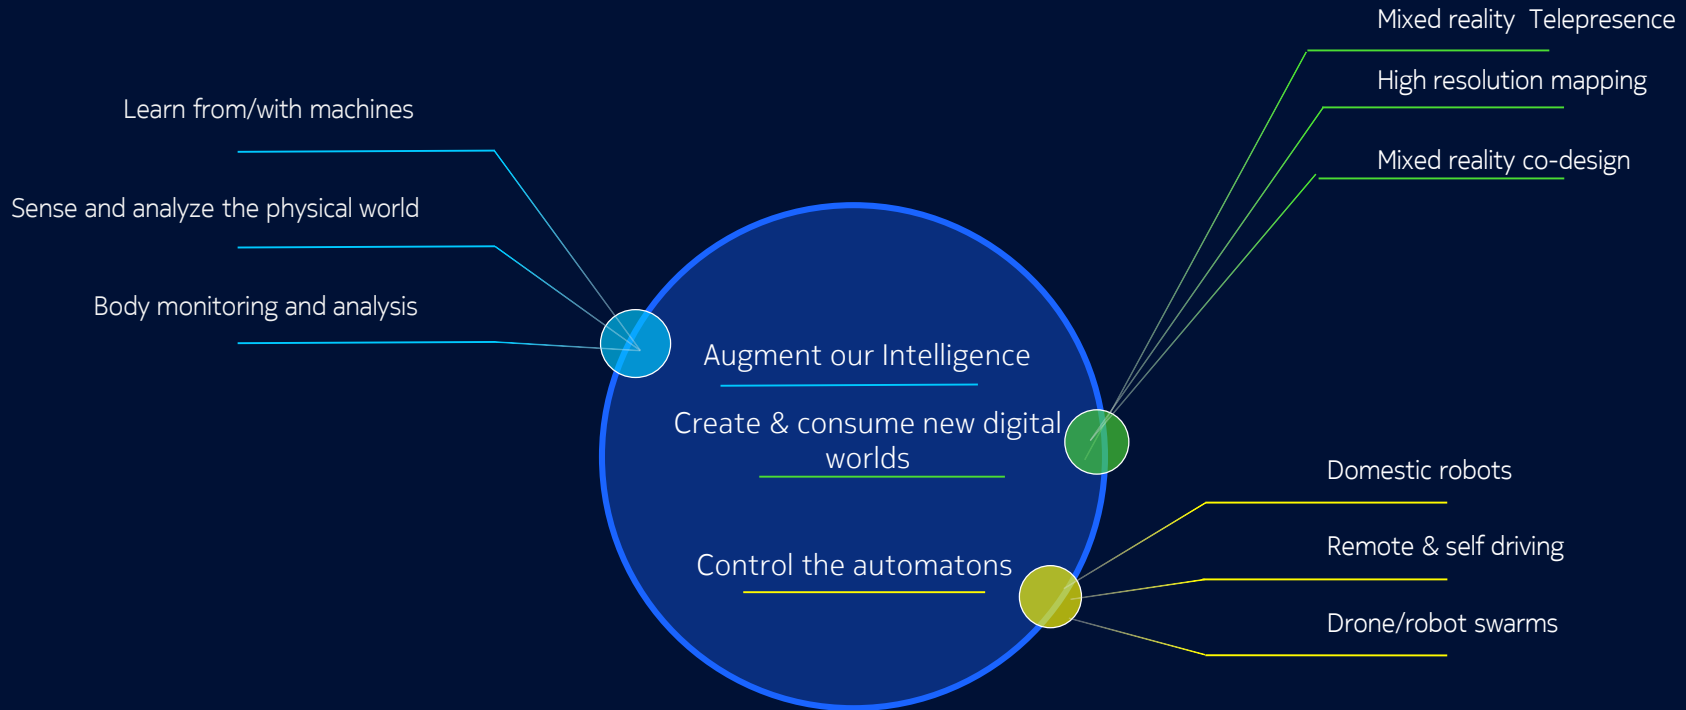 Learn from/with machines
Sense and analyze the physical world
Body monitoring and analysis
Augment our Intelligence
Create & consume new digital
worlds
Control the automatons
Mixed reality Telepresence
High resolution mapping
Mixed reality co-design
Domestic robots
Remote & self driving
Drone/robot swarms